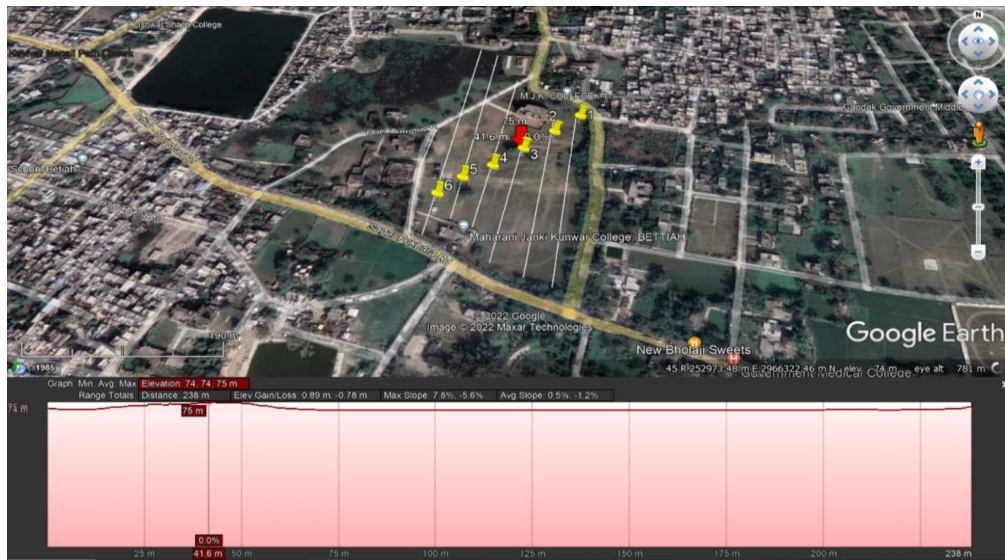 Ishwar Shah College
N
M.J.K. COLLEGE
Gandak Government Middle
75 m
41.6 m
0.0%
1
2
3
4
5
6
Maharani Janki Kunwar College, BETTIAH
© 2022 Google
Image © 2022 Maxar Technologies
190 m
Google Earth
New Bholaji Sweets
Government Medical College
1985
45 R 252973.48 m E 2966322.46 m N elev 74 m eye alt 781 m
Graph: Min, Avg, Max Elevation: 74, 74, 75 m
Range Totals Distance: 238 m Elev Gain/Loss: 0.89 m, -0.78 m Max Slope: 7.8%, -5.6% Avg Slope: 0.5%, -1.2%
75 m
0.0%
25 m 41.6 m 50 m 75 m 100 m 125 m 150 m 175 m 200 m 238 m